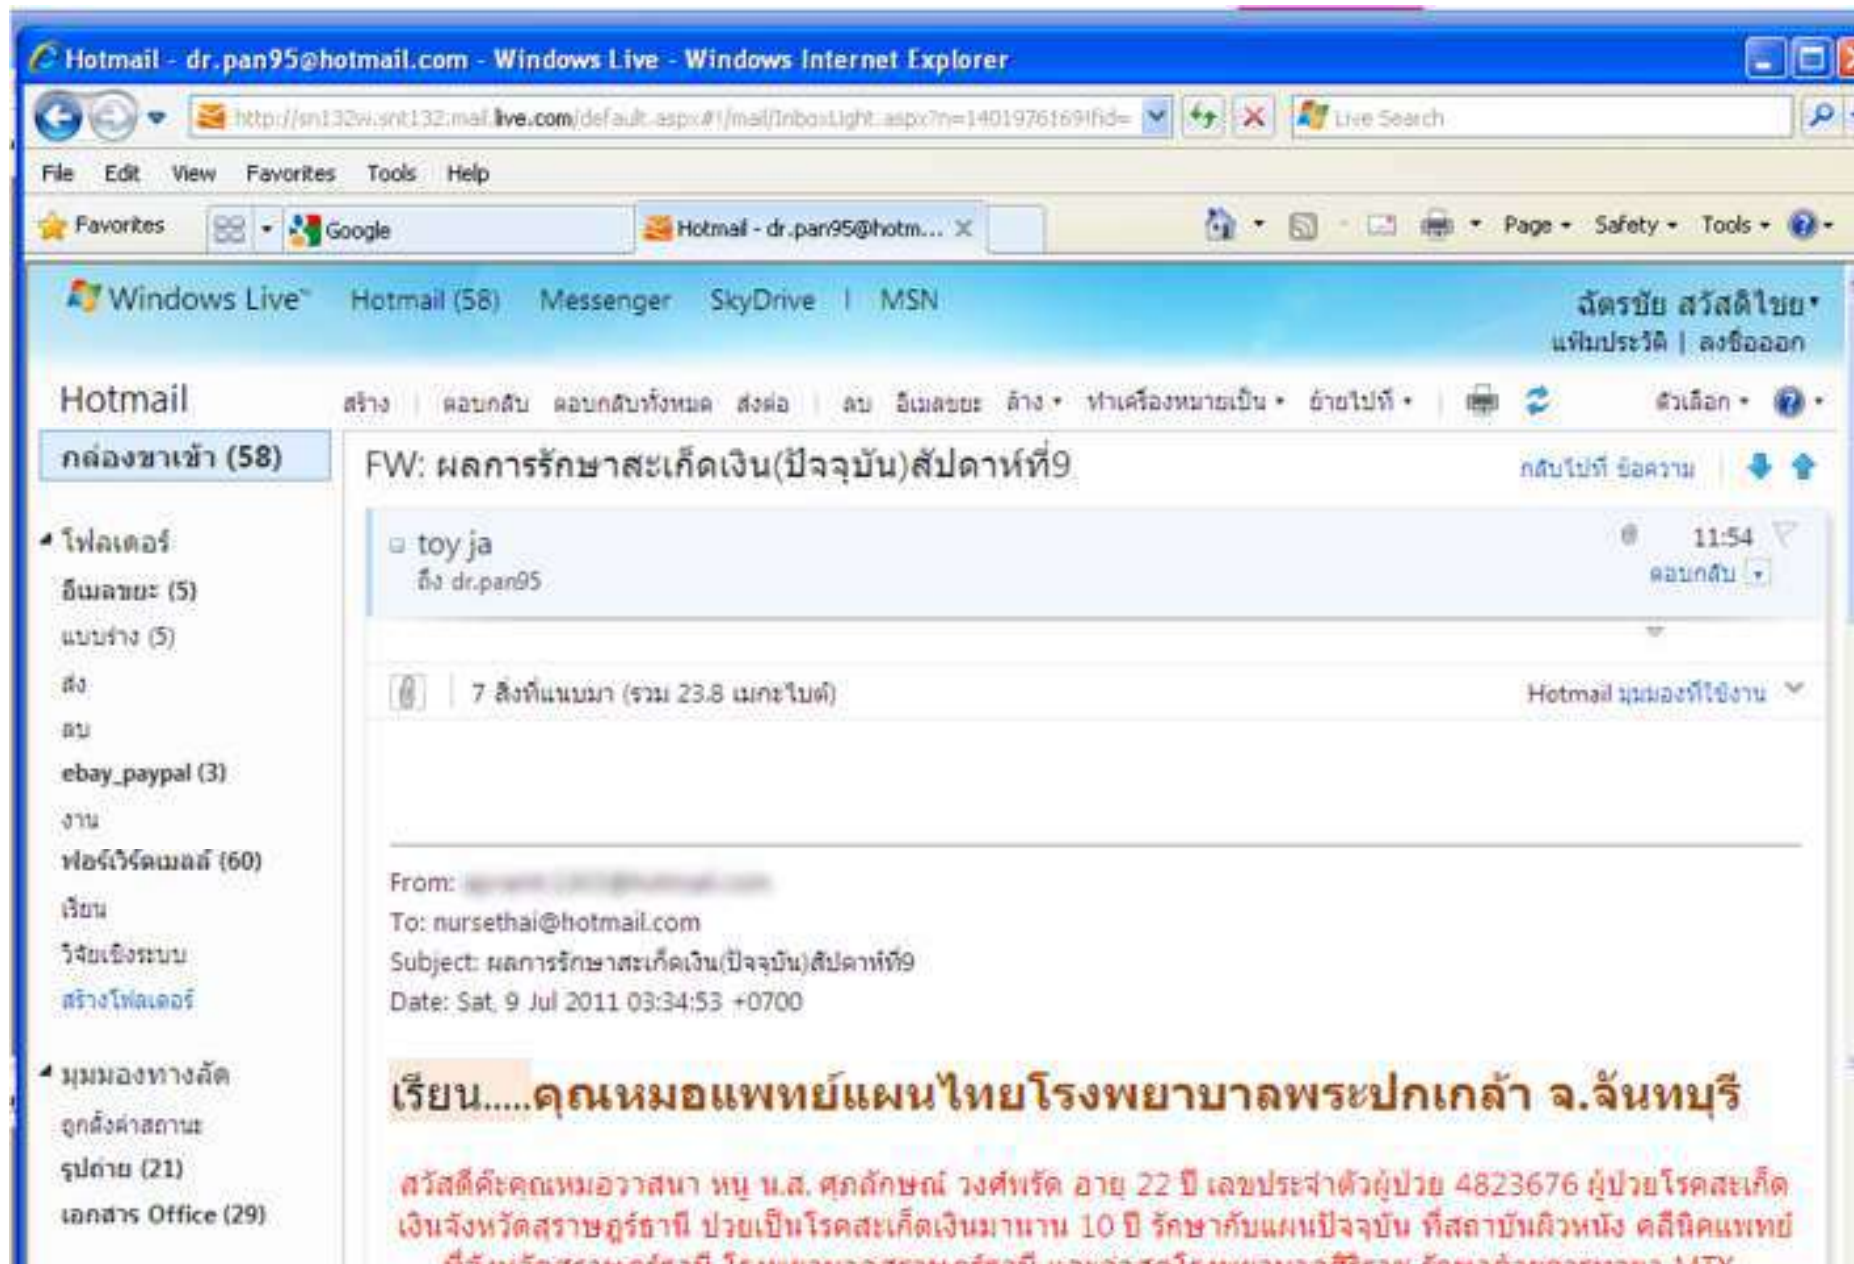 Hotmail - dr.pan95@hotmail.com - Windows Live - Windows Internet Explorer
http://sn132w.snt132.mail.live.com/default.aspx#!/mail/InboxLight.aspx?n=1401976169!fid=
Live Search
File Edit View Favorites Tools Help
Favorites Google Hotmail - dr.pan95@hotm... Page Safety Tools
Windows Live™ Hotmail (58) Messenger SkyDrive | MSN ฉัตรชัย สวัสดิไชย
แฟ้มประวัติ | ลงชื่อออก
Hotmail สร้าง | ตอบกลับ ตอบกลับทั้งหมด ส่งต่อ | ลบ อีเมลขยะ ล้าง ทำเครื่องหมายเป็น ย้ายไปที่ ตัวเลือก
กล่องขาเข้า (58)
FW: ผลการรักษาสะเก็ดเงิน(ปัจจุบัน)สัปดาห์ที่9
กลับไปที่ ข้อความ
โฟลเดอร์
อีเมลขยะ (5)
แบบร่าง (5)
ส่ง
ลบ
ebay_paypal (3)
งาน
ฟอร์เวิร์ดเมลล์ (60)
เรียน
วิจัยเชิงระบบ
สร้างโฟลเดอร์
มุมมองทางลัด
ถูกตั้งค่าสถานะ
รูปถ่าย (21)
เอกสาร Office (29)
toy ja 11:54
ถึง dr.pan95 ตอบกลับ
7 สิ่งที่แนบมา (รวม 23.8 เมกะไบต์) Hotmail มุมมองที่ใช้งาน
From:
To: nursethai@hotmail.com
Subject: ผลการรักษาสะเก็ดเงิน(ปัจจุบัน)สัปดาห์ที่9
Date: Sat, 9 Jul 2011 03:34:53 +0700
เรียน.....คุณหมอแพทย์แผนไทยโรงพยาบาลพระปกเกล้า จ.จันทบุรี
สวัสดีค๊ะคุณหมอวาสนา หนู น.ส. ศุภลักษณ์ วงศ์พรัด อายุ 22 ปี เลขประจำตัวผู้ป่วย 4823676 ผู้ป่วยโรคสะเก็ด
เงินจังหวัดสุราษฎร์ธานี ป่วยเป็นโรคสะเก็ดเงินมานาน 10 ปี รักษากับแผนปัจจุบัน ที่สถาบันผิวหนัง คลีนิคแพทย์